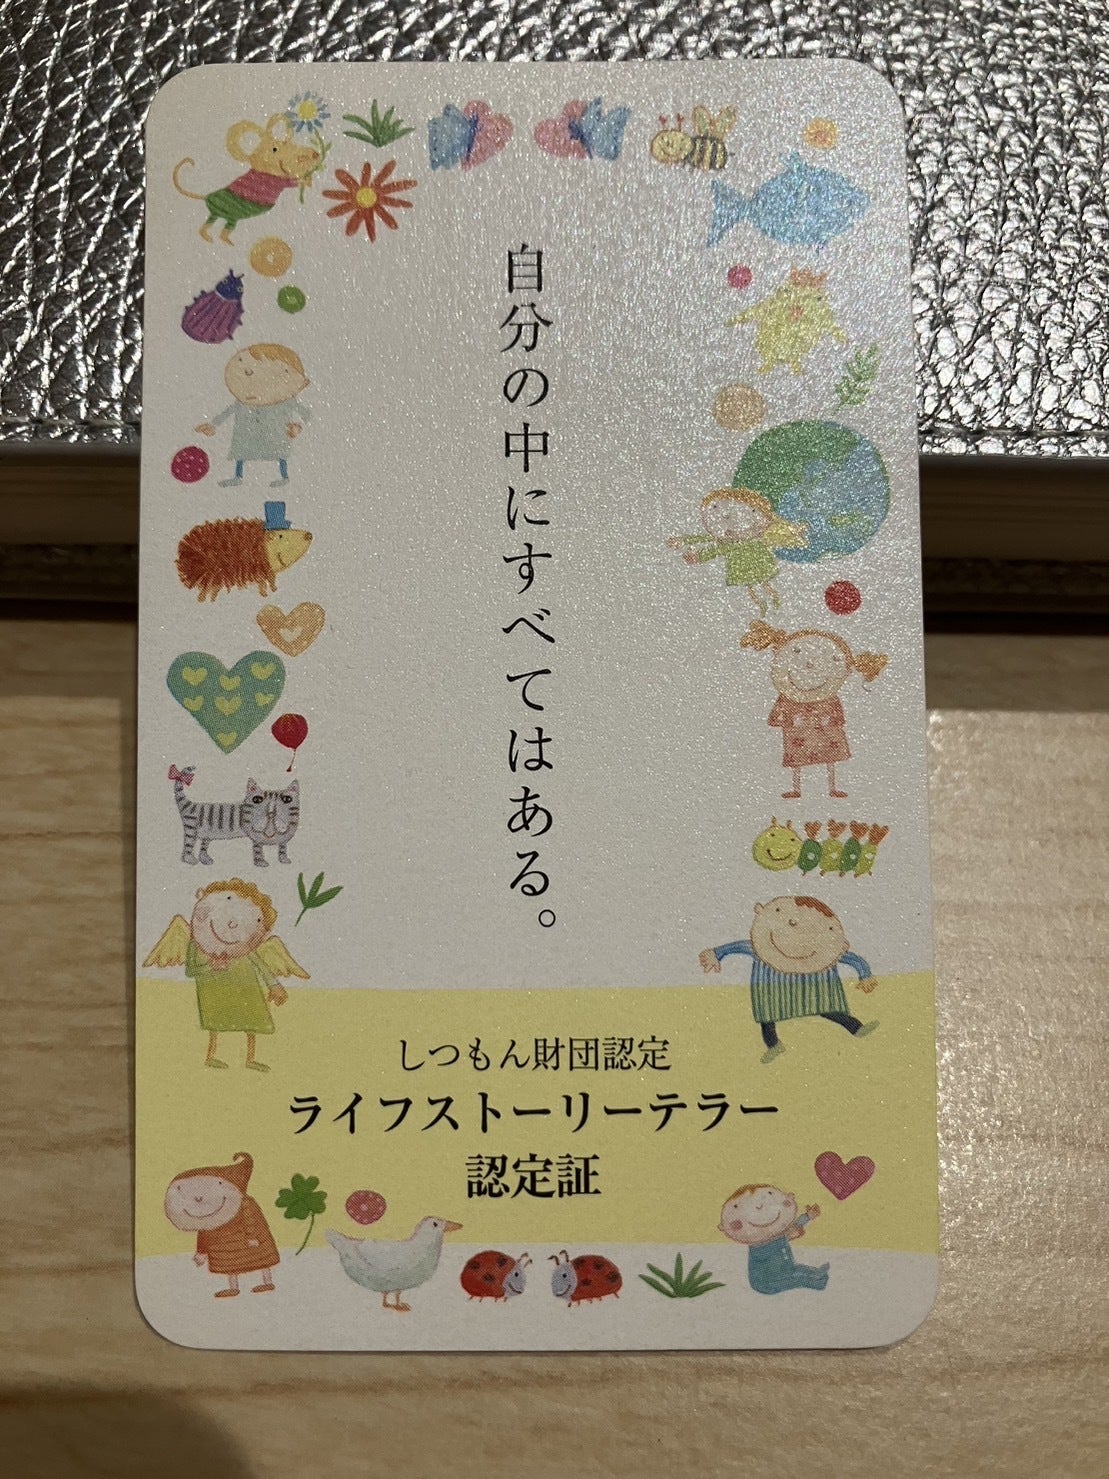 自分の中にすべてはある。
しつもん財団認定
ライフストーリーテラー
認定証